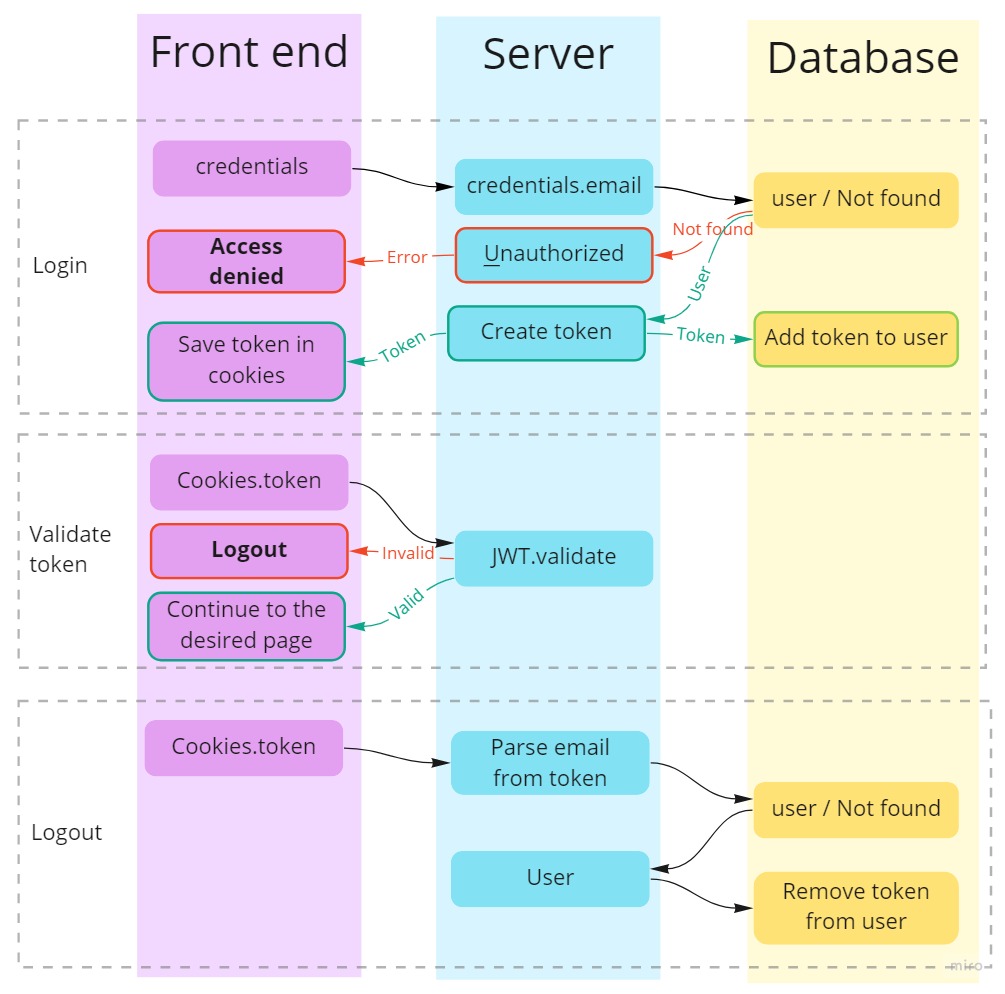 Front end
Server
Database
Login
credentials
credentials.email
user / Not found
Not found
Access
denied
Error
Unauthorized
User
Save token in
cookies
Token
Create token
Token
Add token to user
Validate
token
Cookies.token
Logout
Invalid
JWT.validate
Valid
Continue to the
desired page
Logout
Cookies.token
Parse email
from token
user / Not found
User
Remove token
from user
miro